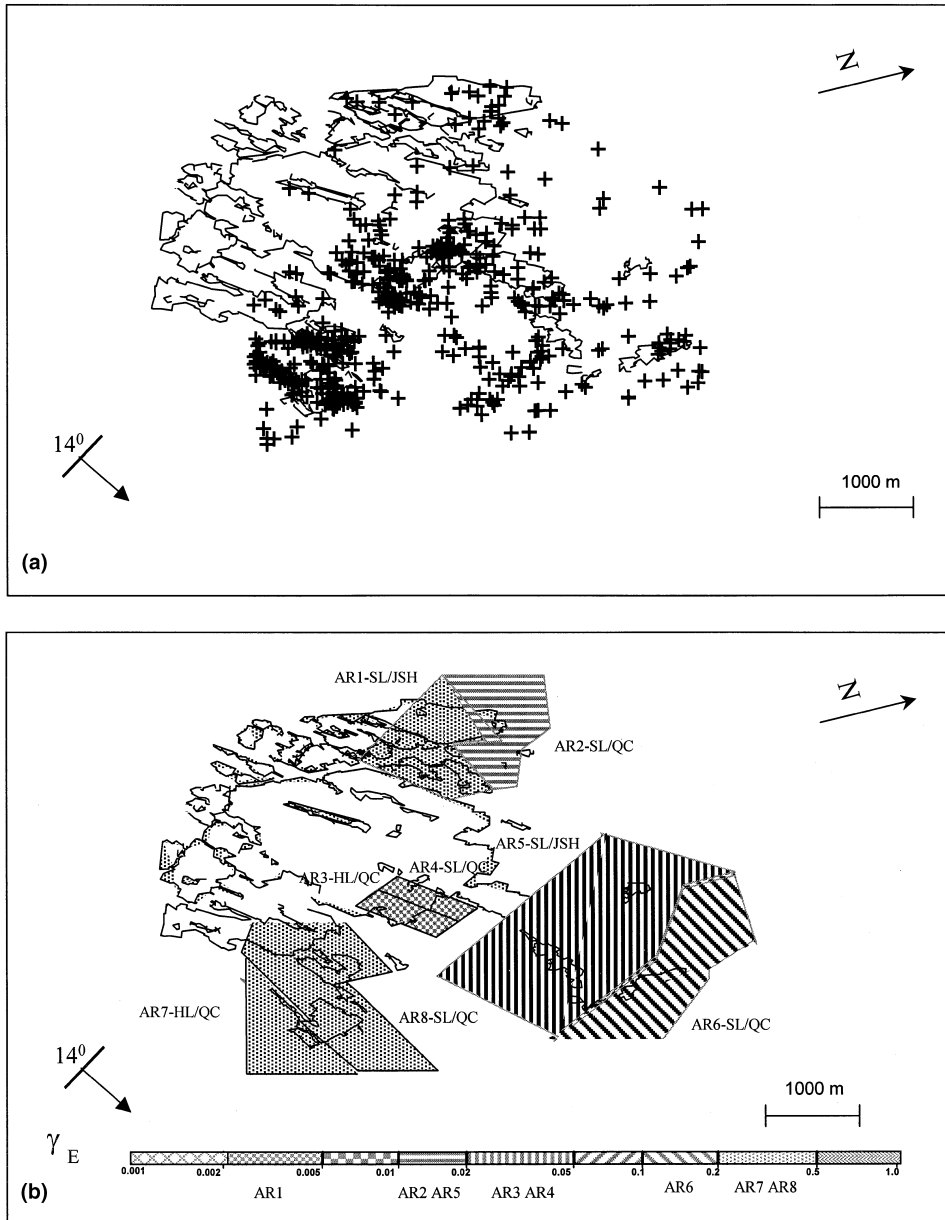 N
14⁰
1000 m
(a)
AR1-SL/JSH
N
AR2-SL/QC
AR5-SL/JSH
AR4-SL/QC
AR3-HL/QC
AR7-HL/QC
AR8-SL/QC
AR6-SL/QC
14⁰
1000 m
γ E
0.001 0.002 0.005 0.01 0.02 0.05 0.1 0.2 0.5 1.0
(b)
AR1 AR2 AR5 AR3 AR4 AR6 AR7 AR8